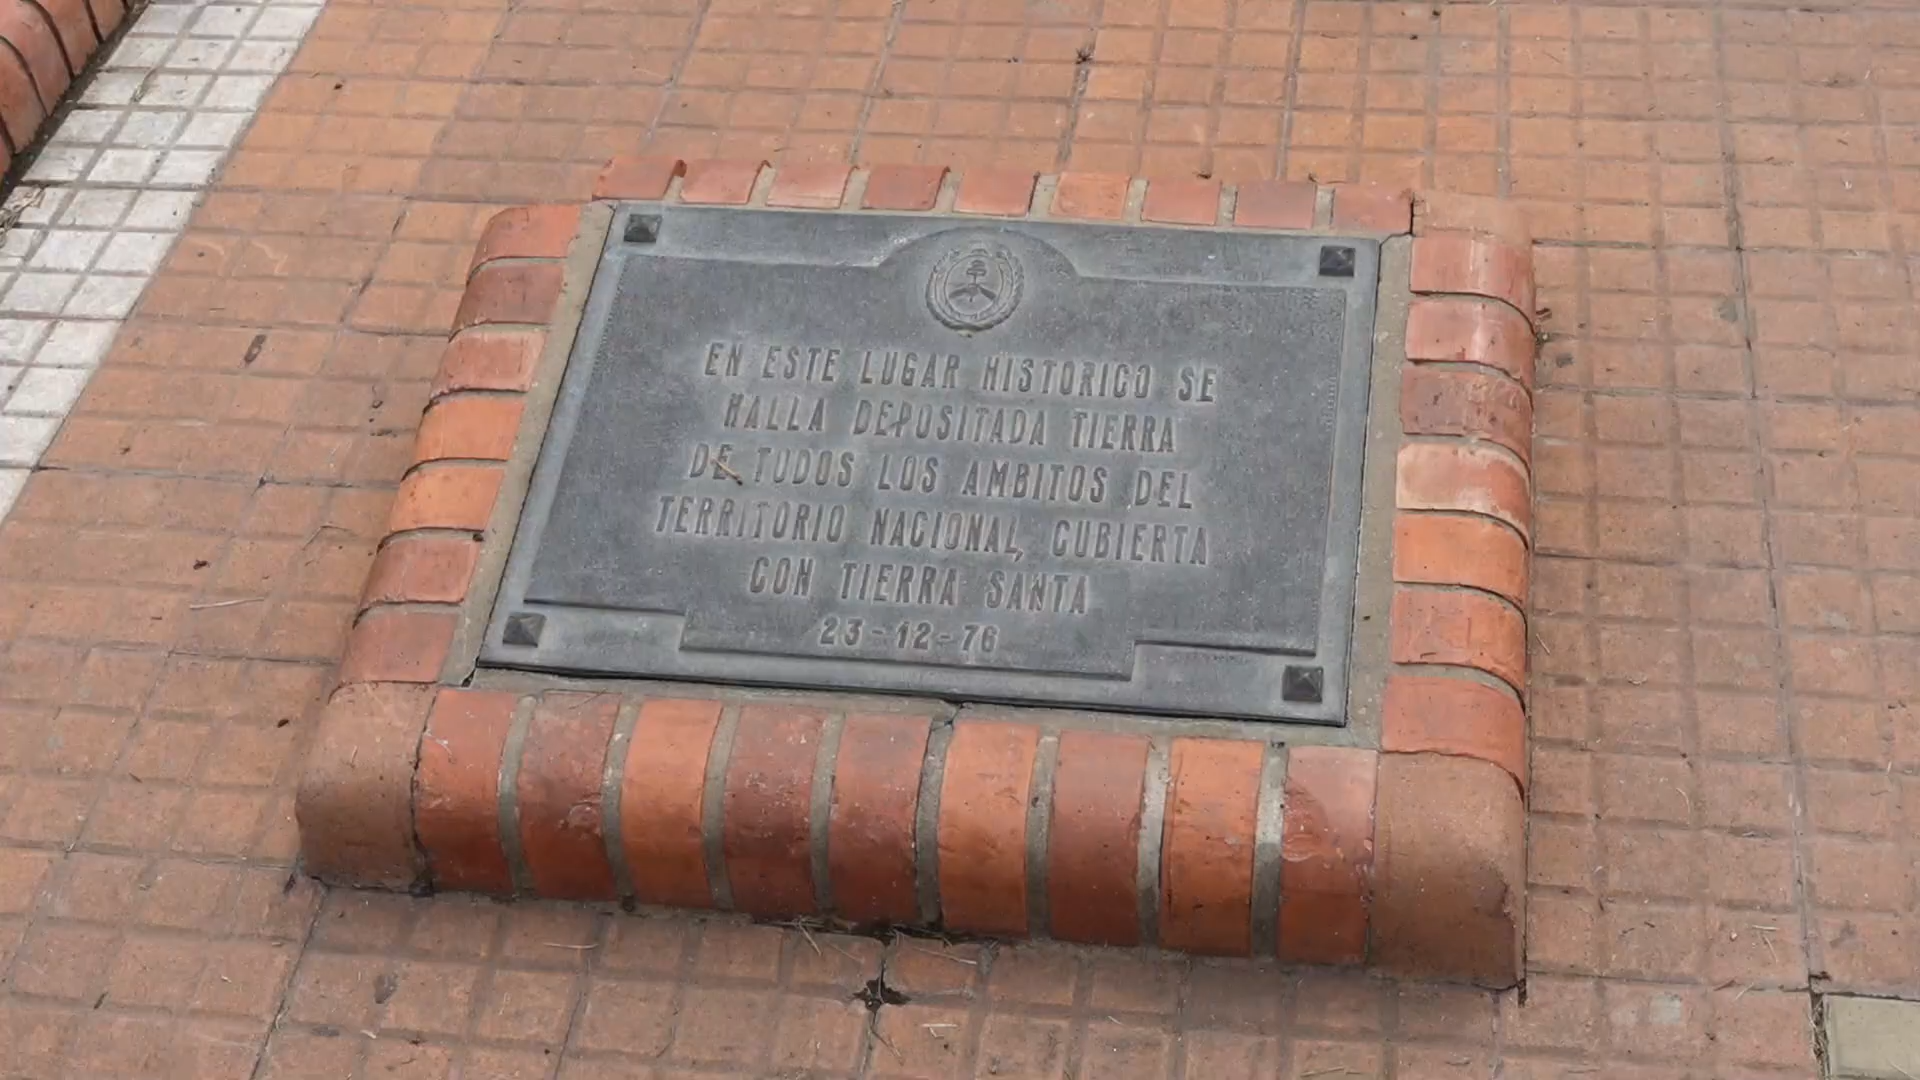 EN ESTE LUGAR HISTORICO SE
HALLA DEPOSITADA TIERRA
DE TODOS LOS AMBITOS DEL
TERRITORIO NACIONAL, CUBIERTA
CON TIERRA SANTA
23-12-76